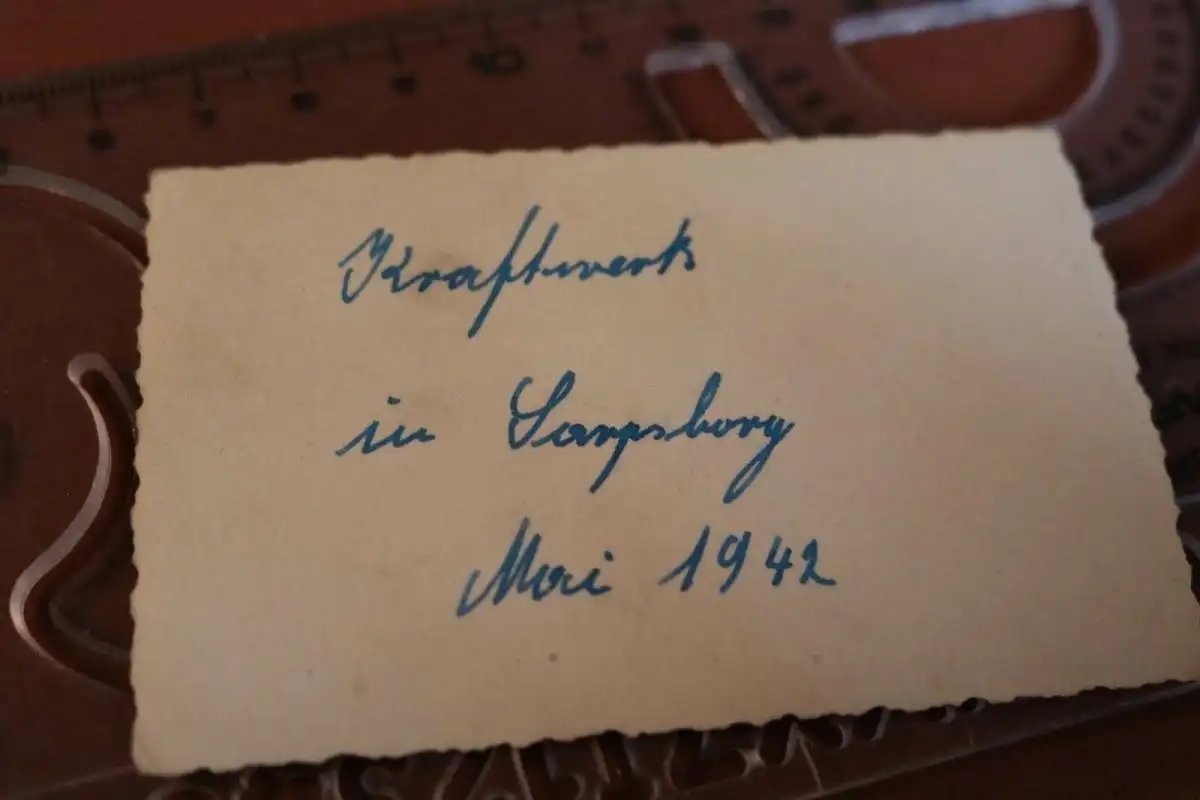 Kraftwerk
in Sarpsborg
Mai 1942